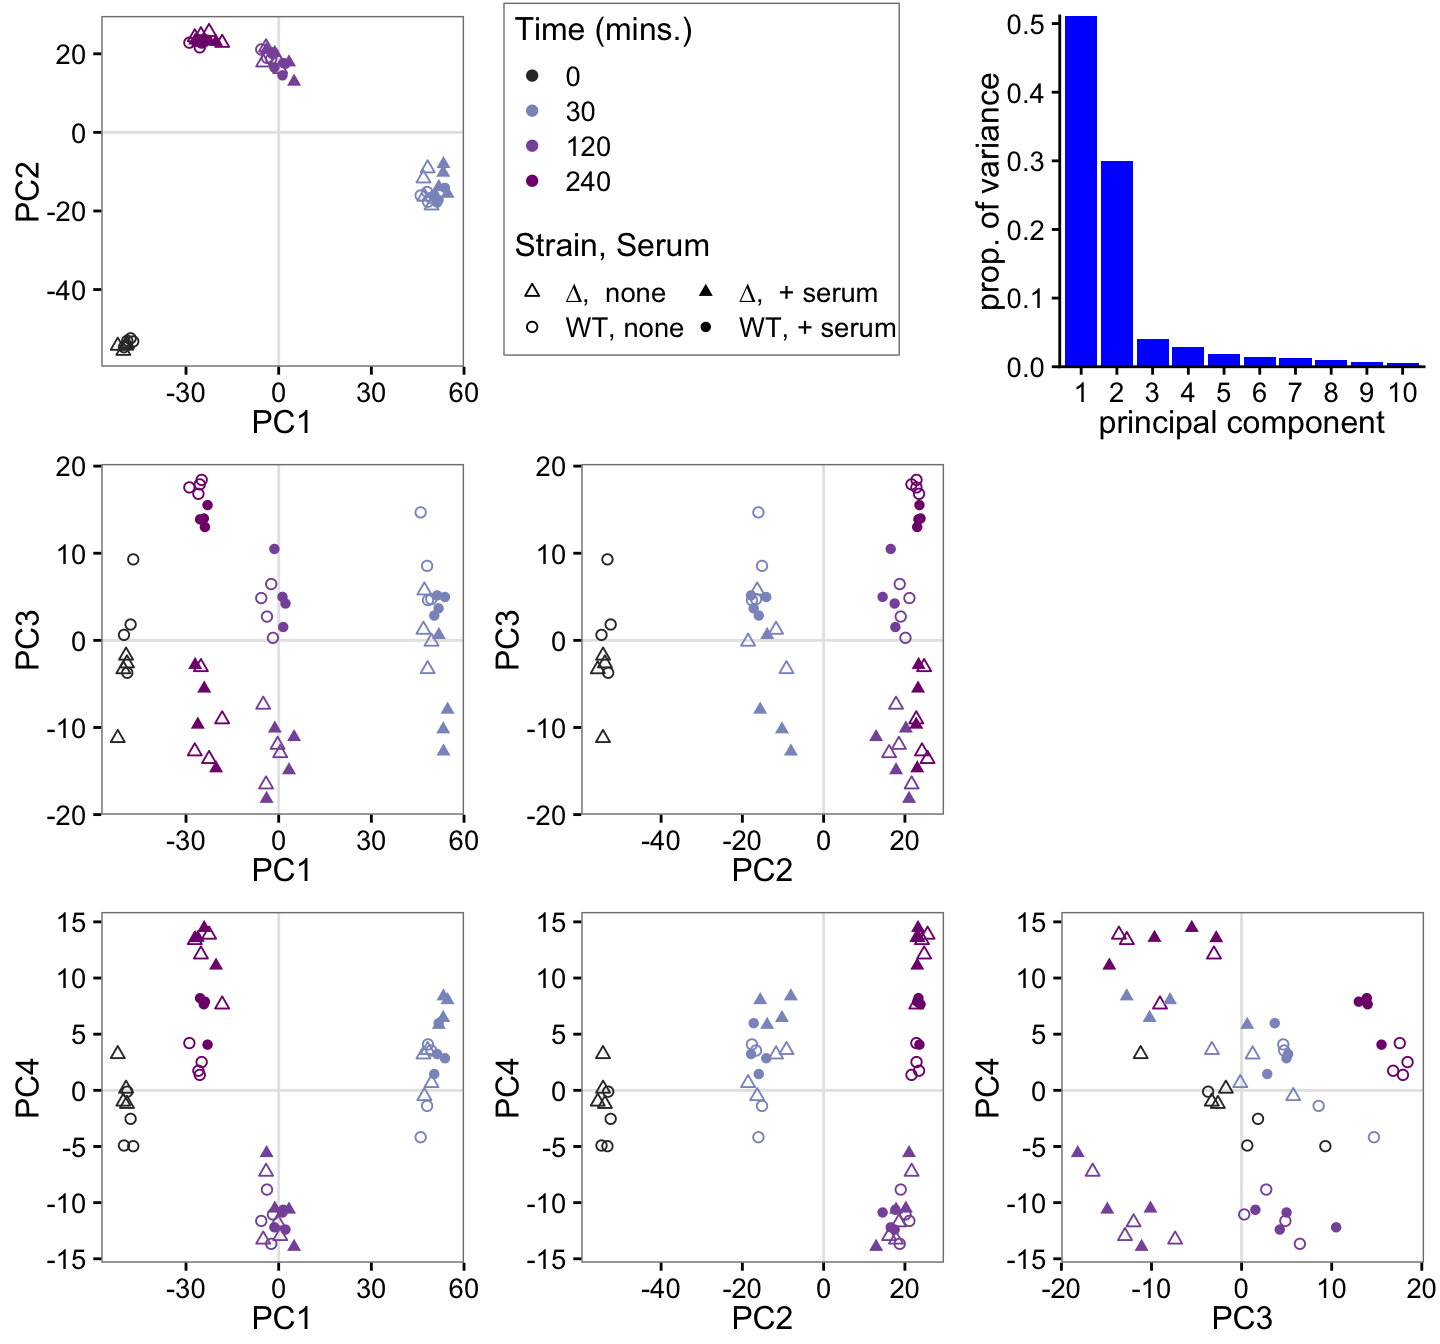 20
0
-20
-40
PC2
-30 0 30 60
PC1
Time (mins.)
0
30
120
240
Strain, Serum
Δ, none
Δ, + serum
WT, none
WT, + serum
0.5
0.4
0.3
0.2
0.1
0.0
prop. of variance
1 2 3 4 5 6 7 8 9 10
principal component
20
10
0
-10
-20
PC3
-30 0 30 60
PC1
20
10
0
-10
-20
PC3
-40 -20 0 20
PC2
15
10
5
0
-5
-10
-15
PC4
-30 0 30 60
PC1
15
10
5
0
-5
-10
-15
PC4
-40 -20 0 20
PC2
15
10
5
0
-5
-10
-15
PC4
-20 -10 0 10 20
PC3